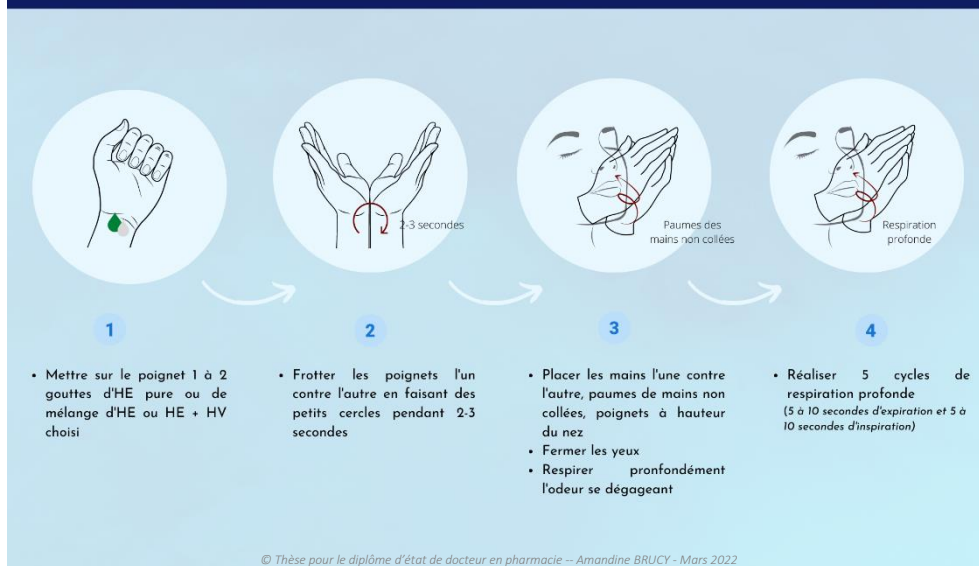 2-3 secondes
Paumes des
mains non collées
Respiration
profonde
1
• Mettre sur le poignet 1 à 2
gouttes d'HE pure ou de
mélange d'HE ou HE + HV
choisi
2
• Frotter les poignets l'un
contre l'autre en faisant des
petits cercles pendant 2-3
secondes
3
• Placer les mains l'une contre
l'autre, paumes de mains non
collées, poignets à hauteur
du nez
• Fermer les yeux
• Respirer pronfondément
l'odeur se dégageant
4
• Réaliser 5 cycles de
respiration profonde
(5 à 10 secondes d'expiration et 5 à
10 secondes d'inspiration)
© Thèse pour le diplôme d'état de docteur en pharmacie -- Amandine BRUCY - Mars 2022